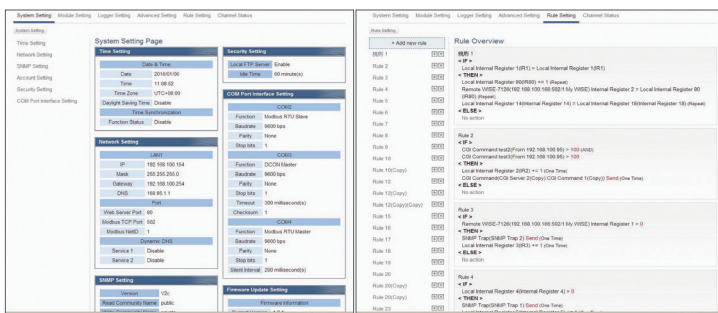 System Setting Module Setting Logger Setting Advanced Setting Rule Setting Channel Status
System Setting
Time Setting
Network Setting
SNMP Setting
Account Setting
Security Setting
COM Port Interface Setting
System Setting Page
Time Setting
Date & Time
Date 2016/01/06
Time 11:08:52
Time Zone UTC+08:00
Daylight Saving Time Disable
Time Synchronization
Function Status Disable
Network Setting
LAN1
IP 192.168.100.154
Mask 255.255.255.0
Gateway 192.168.100.254
DNS 168.95.1.1
Port
Web Server Port 80
Modbus TCP Port 502
Modbus NetID 1
Dynamic DNS
Service 1 Disable
Service 2 Disable
SNMP Setting
Version V2c
Read Community Name public
Security Setting
Local FTP Server Enable
Idle Time 60 minute(s)
COM Port Interface Setting
COM2
Function Modbus RTU Slave
Baudrate 9600 bps
Parity None
Stop bits 1
COM3
Function DCON Master
Baudrate 9600 bps
Parity None
Stop bits 1
Timeout 300 millisecond(s)
Checksum 1
COM4
Function Modbus RTU Master
Baudrate 9600 bps
Parity None
Stop bits 1
Silent Interval 200 millisecond(s)
Firmware Update Setting
Firmware Information
System Setting Module Setting Logger Setting Advanced Setting Rule Setting Channel Status
Rule Setting
+ Add new rule
規則 1
Rule 2
Rule 3
Rule 4
Rule 5
Rule 6
Rule 7
Rule 8
Rule 9
Rule 10
Rule 10(Copy)
Rule 12
Rule 12(Copy)
Rule 12(Copy)(Copy)
Rule 15
Rule 16
Rule 17
Rule 18
Rule 19
Rule 20
Rule 20(Copy)
Rule 20(Copy)
Rule 23
Rule Overview
規則 1
< IF >
Local Internal Register 1(IR1) = Local Internal Register 1(IR1)
< THEN >
Local Internal Register 80(IR80) += 1 (Repeat)
Remote WISE-7126(192.168.100.166:502/1 My WISE) Internal Register 2 = Local Internal Register 80
(IR80) (Repeat)
Local Internal Register 14(Internal Register 14) = Local Internal Register 18(Internal Register 18) (Repeat)
< ELSE >
No action
Rule 2
< IF >
CGI Command test2(From 192.168.100.95) > 100 (AND)
CGI Command test3(From 192.168.100.95) > 100
< THEN >
Local Internal Register 2(IR2) += 1 (One Time)
CGI Command(CGI Server 2(Copy):CGI Command 1(Copy)) Send (One Time)
< ELSE >
No action
Rule 3
< IF >
Remote WISE-7126(192.168.100.166:502/1 My WISE) Internal Register 1 = 0
< THEN >
SNMP Trap(SNMP Trap 2) Send (One Time)
Local Internal Register 3(IR3) += 1 (One Time)
< ELSE >
No action
Rule 4
< IF >
Local Internal Register 4(Internal Register 4) > 0
< THEN >
SNMP Trap(SNMP Trap 1) Send (One Time)